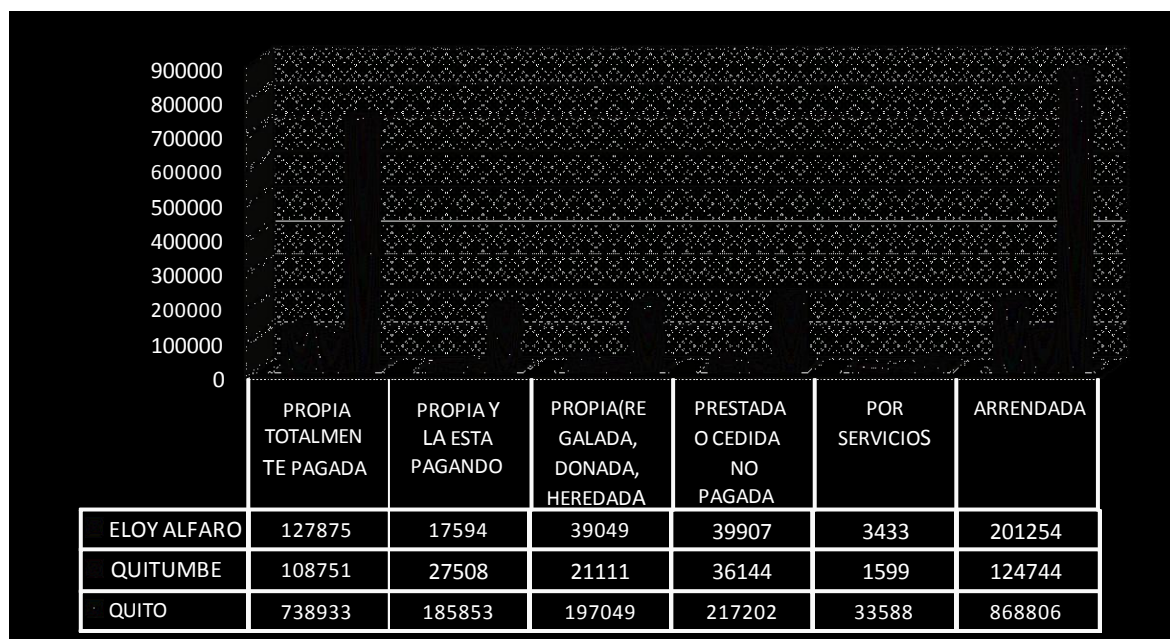 900000
800000
700000
600000
500000
400000
300000
200000
100000
0
PROPIA TOTALMEN TE PAGADA
PROPIA Y LA ESTA PAGANDO
PROPIA(RE GALADA, DONADA, HEREDADA
PRESTADA O CEDIDA NO PAGADA
POR SERVICIOS
ARRENDADA
ELOY ALFARO 127875 17594 39049 39907 3433 201254
QUITUMBE 108751 27508 21111 36144 1599 124744
QUITO 738933 185853 197049 217202 33588 868806